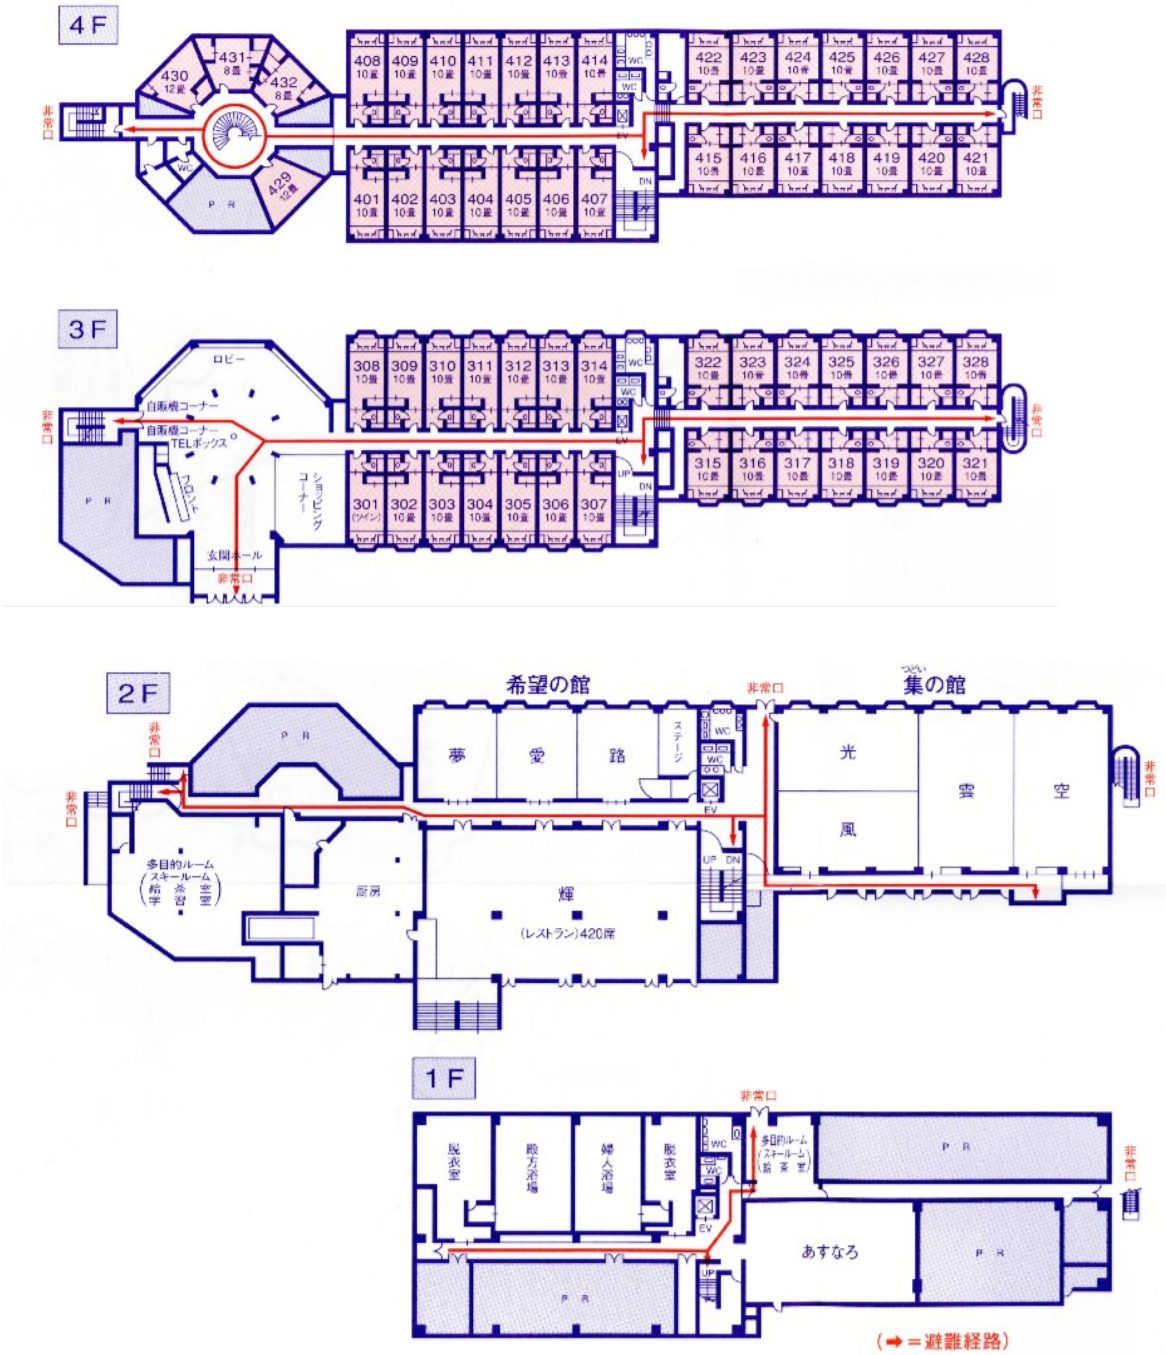 4F
431
8畳
430
12畳
432
8畳
408
10畳
409
10畳
410
10畳
411
10畳
412
10畳
413
10畳
414
10畳
WC
WC
422
10畳
423
10畳
424
10畳
425
10畳
426
10畳
427
10畳
428
10畳
非常口
非常口
EV
WC
P R
429
12畳
401
10畳
402
10畳
403
10畳
404
10畳
405
10畳
406
10畳
407
10畳
DN
415
10畳
416
10畳
417
10畳
418
10畳
419
10畳
420
10畳
421
10畳
3F
ロビー
308
10畳
309
10畳
310
10畳
311
10畳
312
10畳
313
10畳
314
10畳
WC
WC
322
10畳
323
10畳
324
10畳
325
10畳
326
10畳
327
10畳
328
10畳
自販機コーナー
非常口
自販機コーナー
TELボックス
EV
非常口
P R
フロント
ショッピング
コーナー
301
(ツイン)
302
10畳
303
10畳
304
10畳
305
10畳
306
10畳
307
10畳
UP
DN
315
10畳
316
10畳
317
10畳
318
10畳
319
10畳
320
10畳
321
10畳
玄関ホール
非常口
2F
希望の館
非常口
つどい
集の館
非常口
P R
夢
愛
路
ステージ
WC
WC
EV
光
雲
空
風
非常口
非常口
多目的ルーム
(スキールーム
給茶室
学習室)
厨房
輝
(レストラン)420席
UP
DN
1F
非常口
脱衣室
殿方浴場
婦人浴場
脱衣室
WC
WC
多目的ルーム
(スキールーム
給茶室)
P R
非常口
EV
あすなろ
P R
UP
P R
(➡=避難経路)